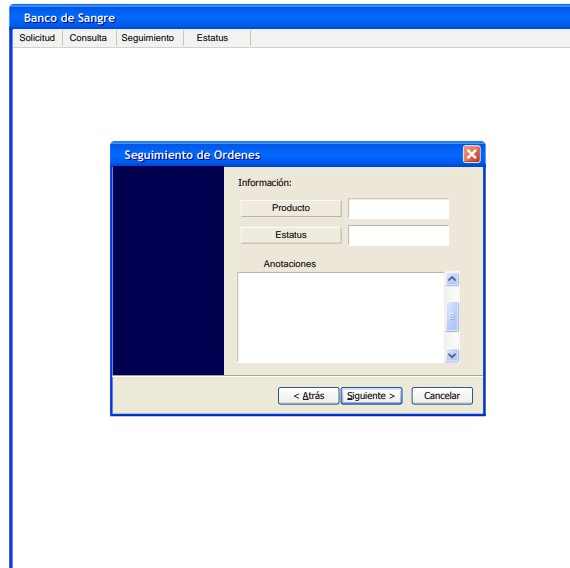 Banco de Sangre
Solicitud Consulta Seguimiento Estatus
Seguimiento de Ordenes
Información:
Producto
Estatus
Anotaciones
< Atrás Siguiente > Cancelar